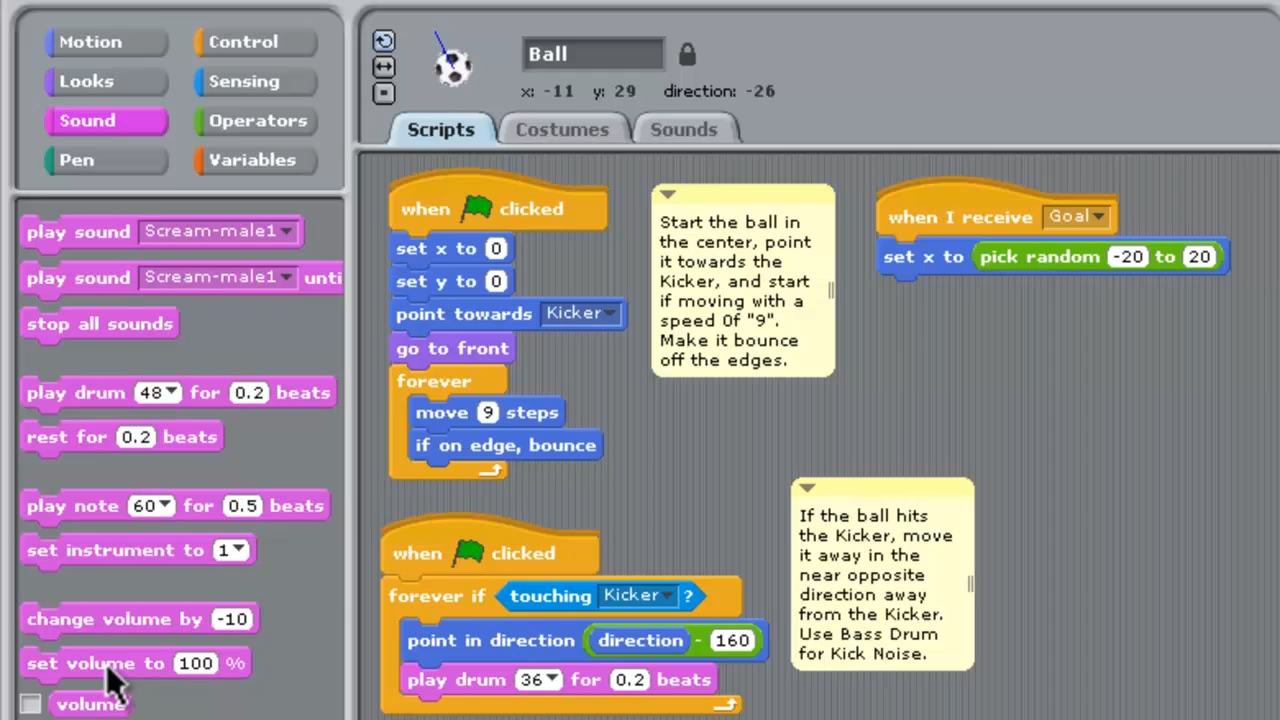 Motion
Control
Looks
Sensing
Sound
Operators
Pen
Variables
play sound Scream-male1
play sound Scream-male1 unti
stop all sounds
play drum 48 for 0.2 beats
rest for 0.2 beats
play note 60 for 0.5 beats
set instrument to 1
change volume by -10
set volume to 100 %
volume
Ball
x: -11 y: 29 direction: -26
Scripts
Costumes
Sounds
when clicked
set x to 0
set y to 0
point towards Kicker
go to front
forever
move 9 steps
if on edge, bounce
Start the ball in
the center, point
it towards the
Kicker, and start
if moving with a
speed 0f "9".
Make it bounce
off the edges.
when I receive Goal
set x to pick random -20 to 20
when clicked
forever if touching Kicker ?
point in direction direction - 160
play drum 36 for 0.2 beats
If the ball hits
the Kicker, move
it away in the
near opposite
direction away
from the Kicker.
Use Bass Drum
for Kick Noise.